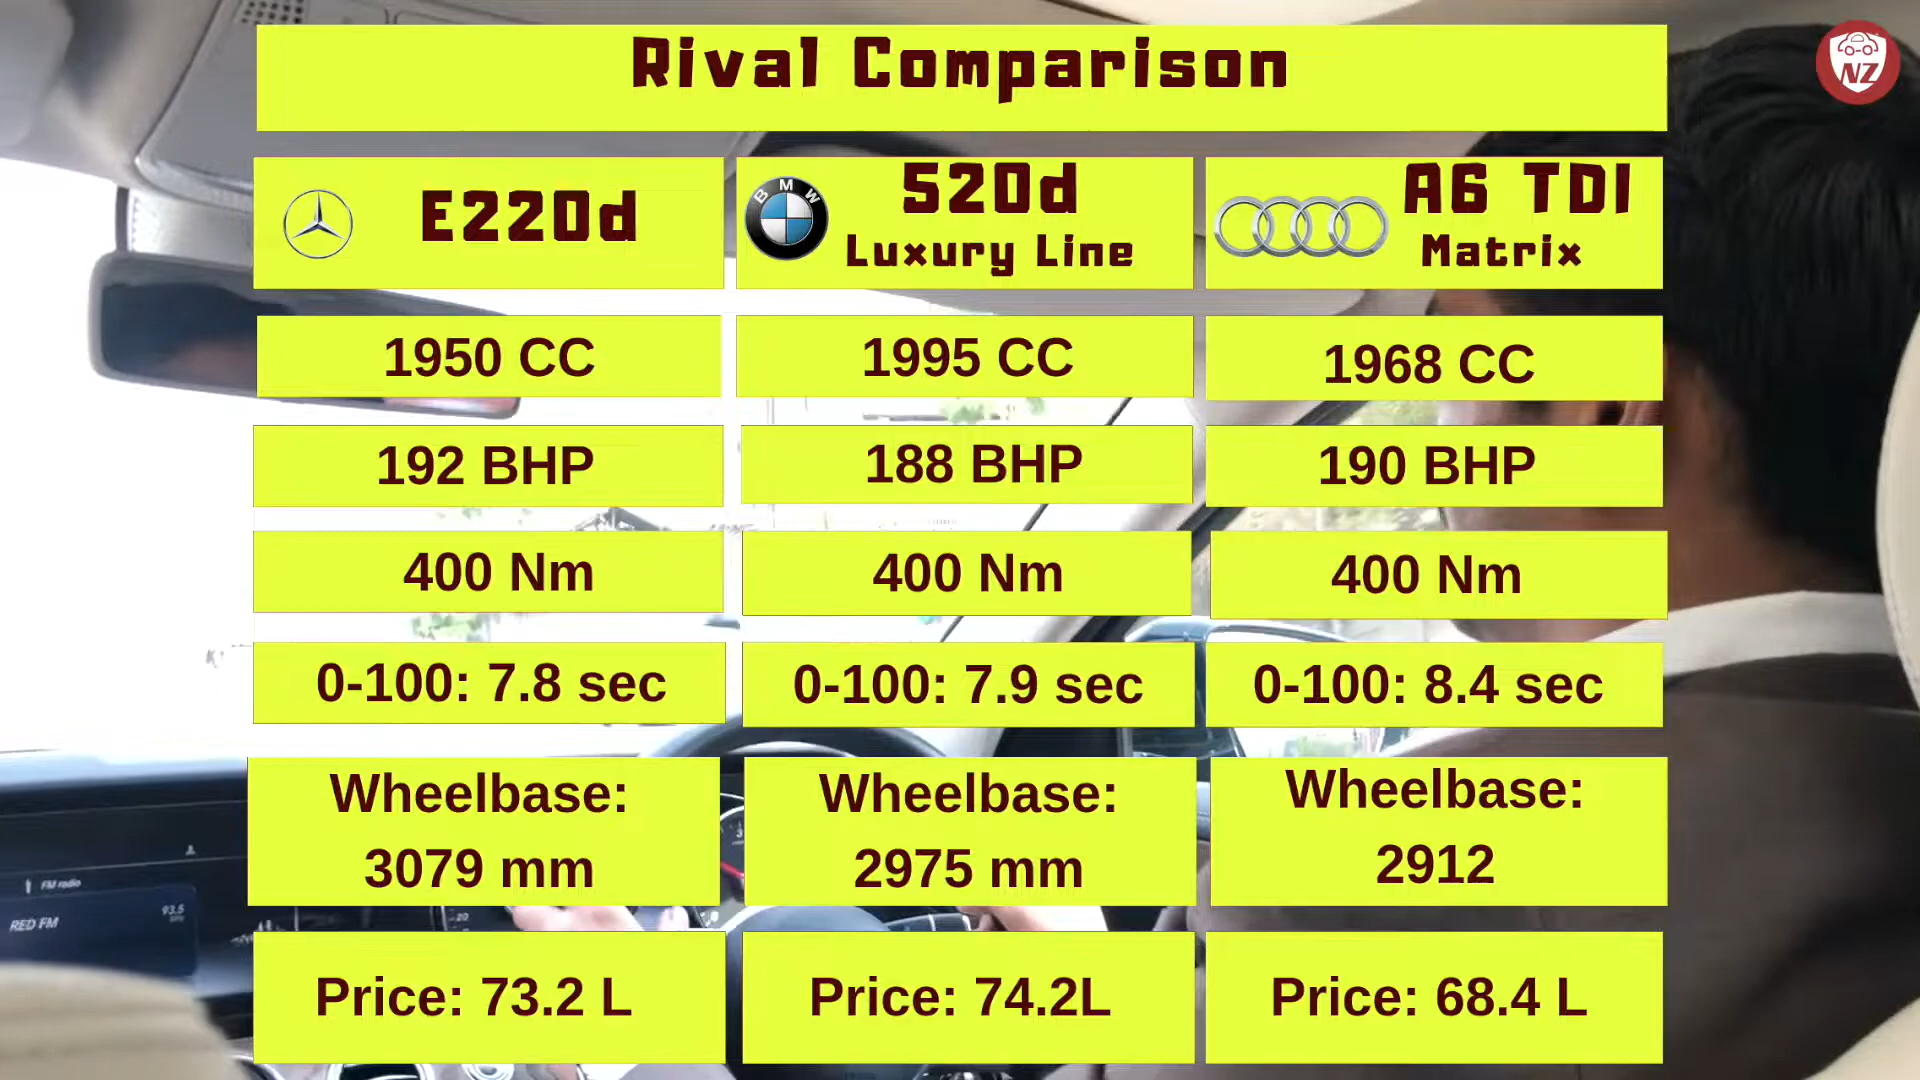 Rival Comparison
NZ
E220d
BMW
520d
Luxury Line
A6 TDI
Matrix
1950 CC
1995 CC
1968 CC
192 BHP
188 BHP
190 BHP
400 Nm
400 Nm
400 Nm
0-100: 7.8 sec
0-100: 7.9 sec
0-100: 8.4 sec
Wheelbase:
3079 mm
Wheelbase:
2975 mm
Wheelbase:
2912
FM radio
RED FM
93.5
20
Price: 73.2 L
Price: 74.2L
Price: 68.4 L